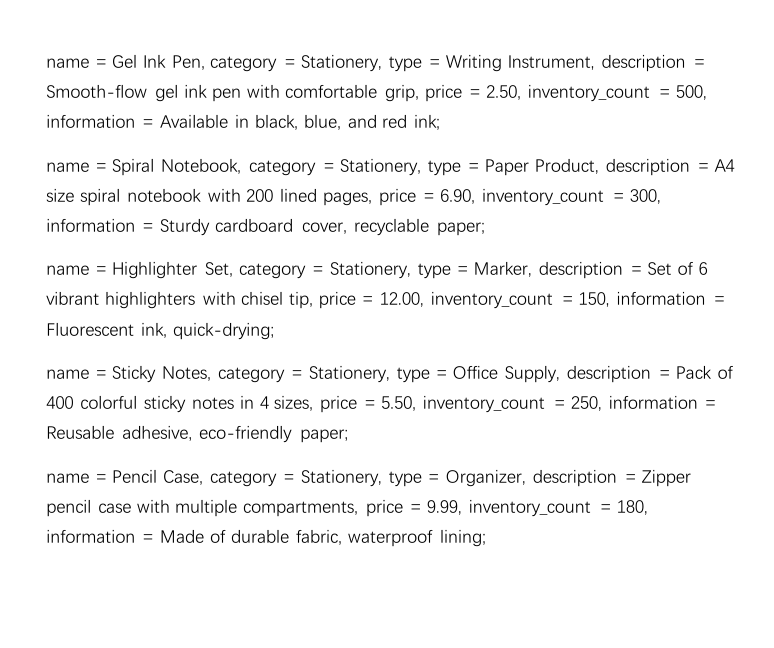 name = Gel Ink Pen, category = Stationery, type = Writing Instrument, description =
Smooth-flow gel ink pen with comfortable grip, price = 2.50, inventory_count = 500,
information = Available in black, blue, and red ink;
name = Spiral Notebook, category = Stationery, type = Paper Product, description = A4
size spiral notebook with 200 lined pages, price = 6.90, inventory_count = 300,
information = Sturdy cardboard cover, recyclable paper;
name = Highlighter Set, category = Stationery, type = Marker, description = Set of 6
vibrant highlighters with chisel tip, price = 12.00, inventory_count = 150, information =
Fluorescent ink, quick-drying;
name = Sticky Notes, category = Stationery, type = Office Supply, description = Pack of
400 colorful sticky notes in 4 sizes, price = 5.50, inventory_count = 250, information =
Reusable adhesive, eco-friendly paper;
name = Pencil Case, category = Stationery, type = Organizer, description = Zipper
pencil case with multiple compartments, price = 9.99, inventory_count = 180,
information = Made of durable fabric, waterproof lining;